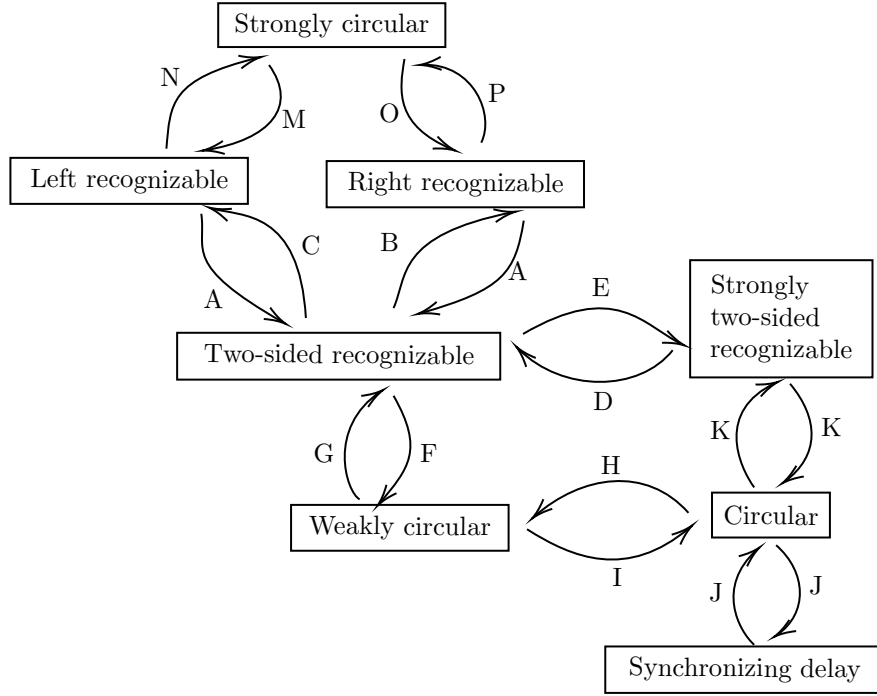 Strongly circular
N
M
O
P
Left recognizable
Right recognizable
A
C
B
A
E
Strongly
two-sided
recognizable
Two-sided recognizable
D
G
F
K
K
H
Weakly circular
Circular
I
J
J
Synchronizing delay